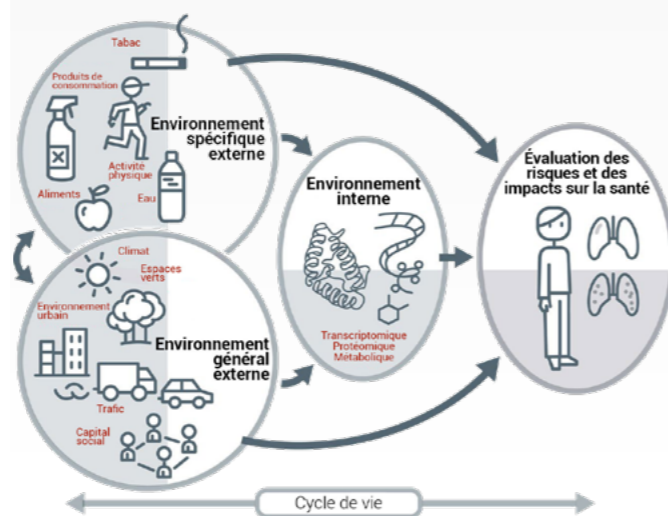 Tabac
Produits de
consommation
Environnement
spécifique
externe
Activité
physique
Aliments
Eau
Climat
Espaces
verts
Environnement
urbain
Environnement
général
externe
Trafic
Capital
social
Environnement
interne
Transcriptomique
Protéomique
Métabolique
Évaluation des
risques et des
impacts sur la santé
Cycle de vie